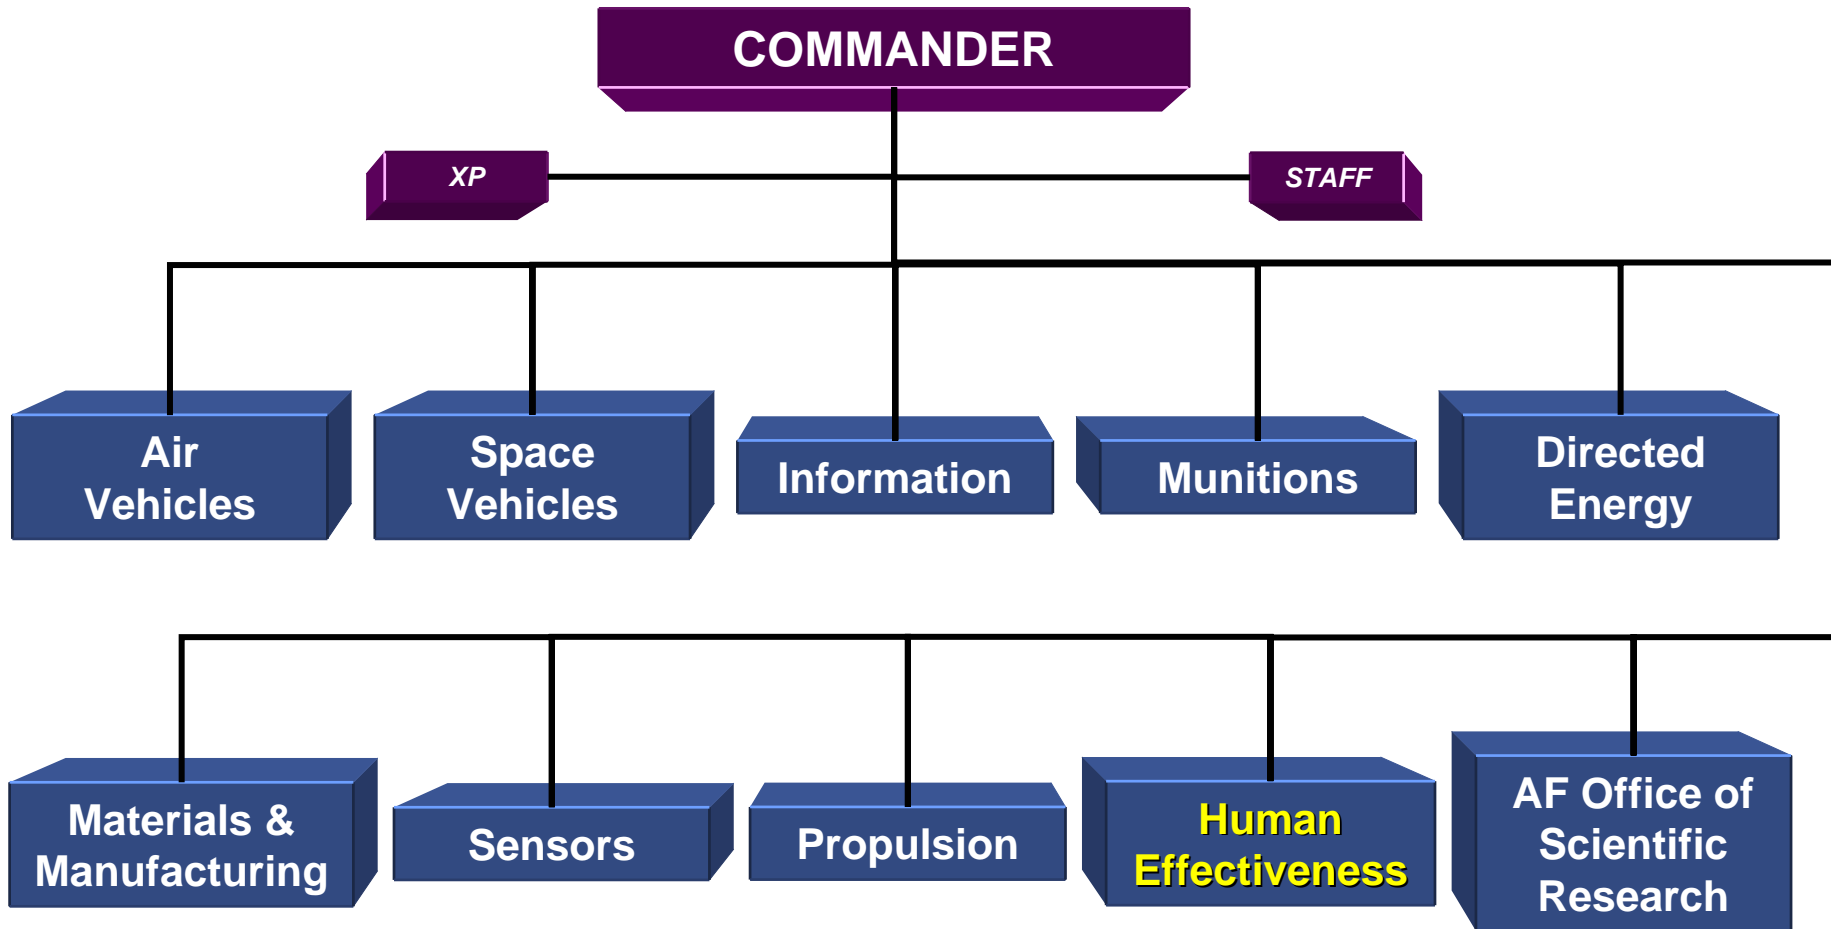 COMMANDER
XP
STAFF
Air
Vehicles
Space
Vehicles
Information
Munitions
Directed
Energy
Materials &
Manufacturing
Sensors
Propulsion
Human
Effectiveness
AF Office of
Scientific
Research